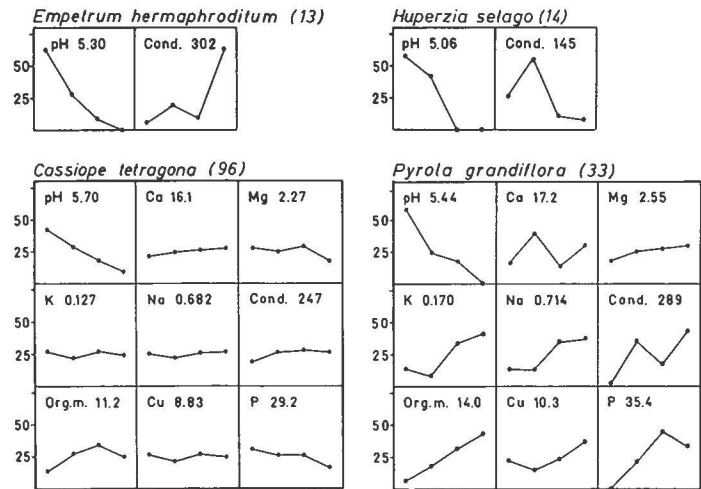 Empetrum hermaphroditum (13)
Huperzia selago (14)
pH 5.30 Cond. 302
pH 5.06 Cond. 145
50
25
50
25
Cassiope tetragona (96)
Pyrola grandiflora (33)
pH 5.70 Ca 16.1 Mg 2.27
pH 5.44 Ca 17.2 Mg 2.55
50
25
50
25
K 0.127 Na 0.682 Cond. 247
K 0.170 Na 0.714 Cond. 289
50
25
50
25
Org.m. 11.2 Cu 8.83 P 29.2
Org.m. 14.0 Cu 10.3 P 35.4
50
25
50
25